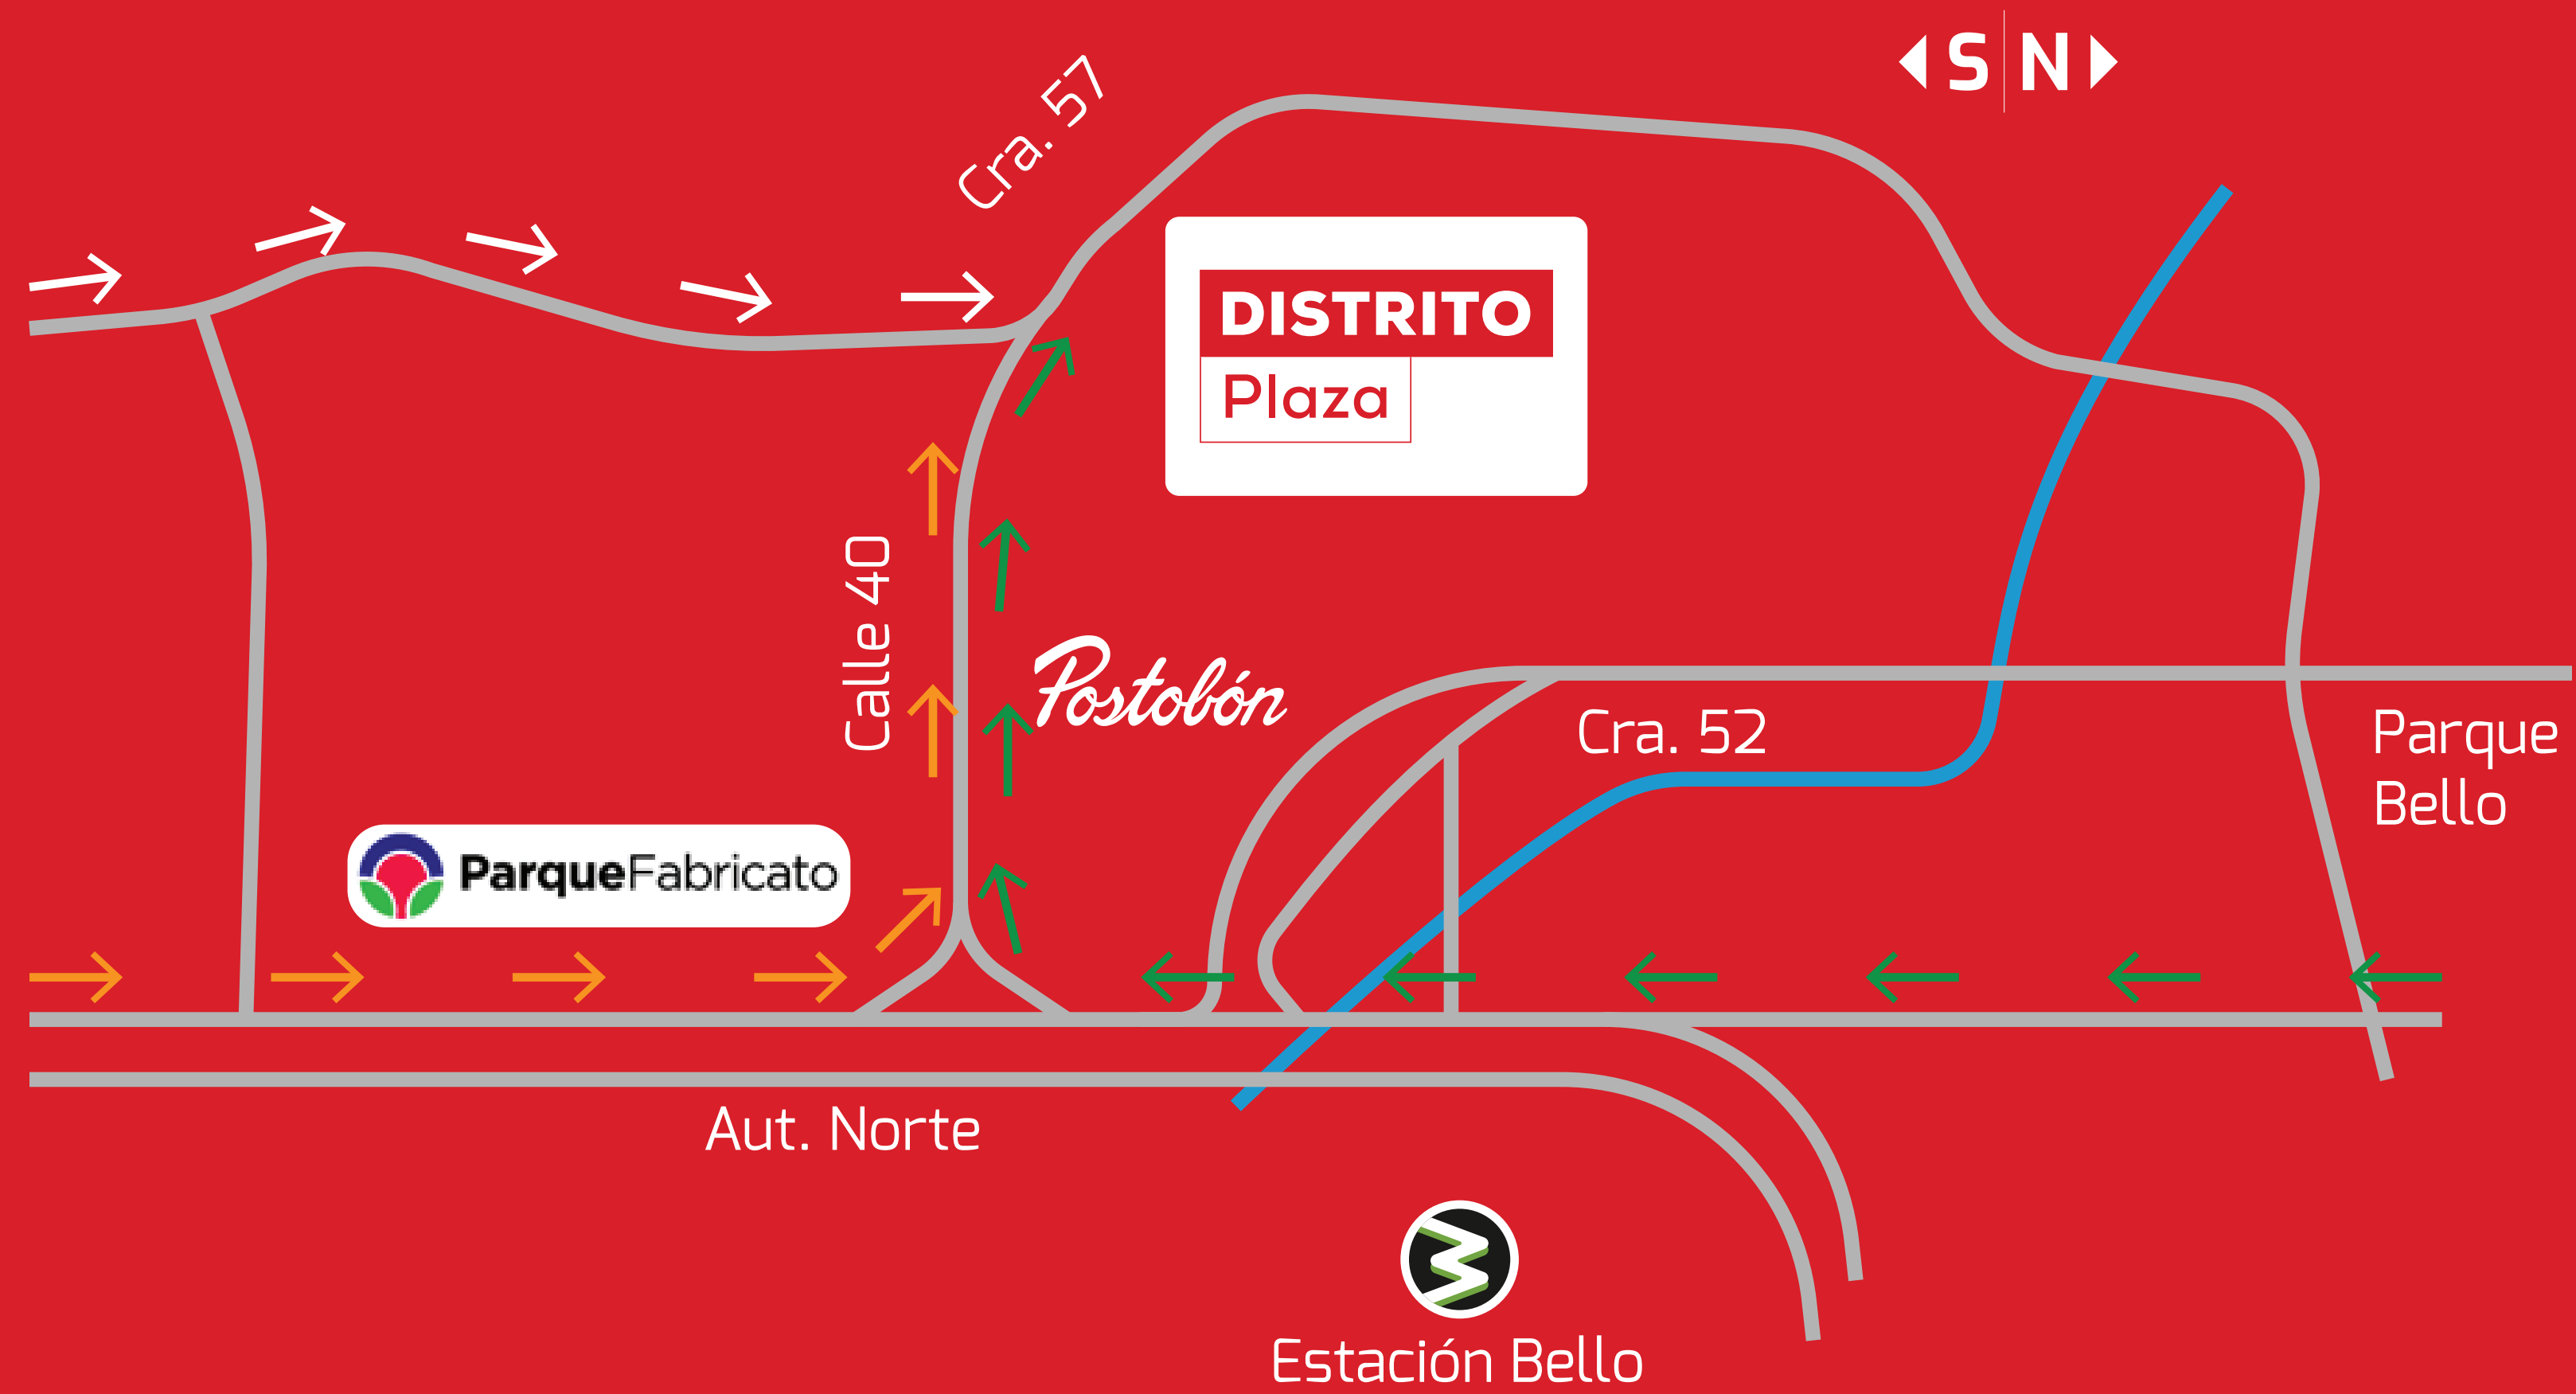 S N
Cra. 57
DISTRITO
Plaza
Calle 40
Postobón
Cra. 52
Parque
Bello
ParqueFabricato
Aut. Norte
Estación Bello